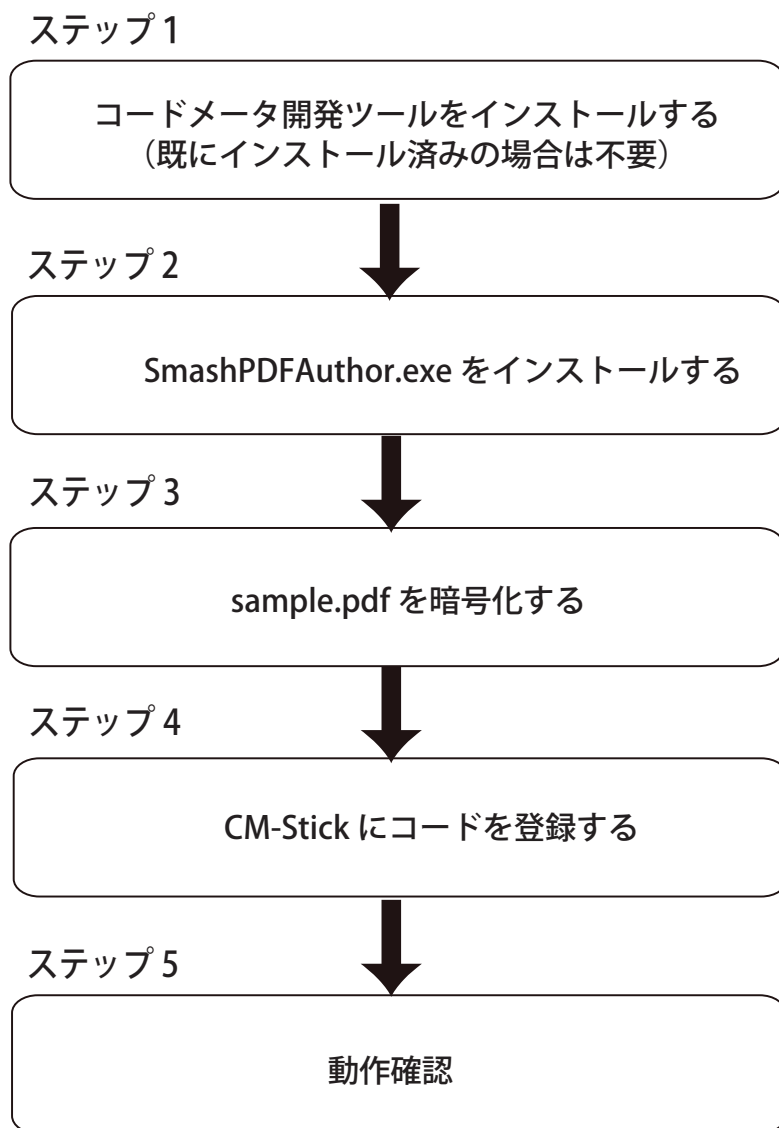 ステップ 1
コードメータ開発ツールをインストールする
（既にインストール済みの場合は不要）
ステップ 2
SmashPDFAuthor.exe をインストールする
ステップ 3
sample.pdf を暗号化する
ステップ 4
CM-Stick にコードを登録する
ステップ 5
動作確認